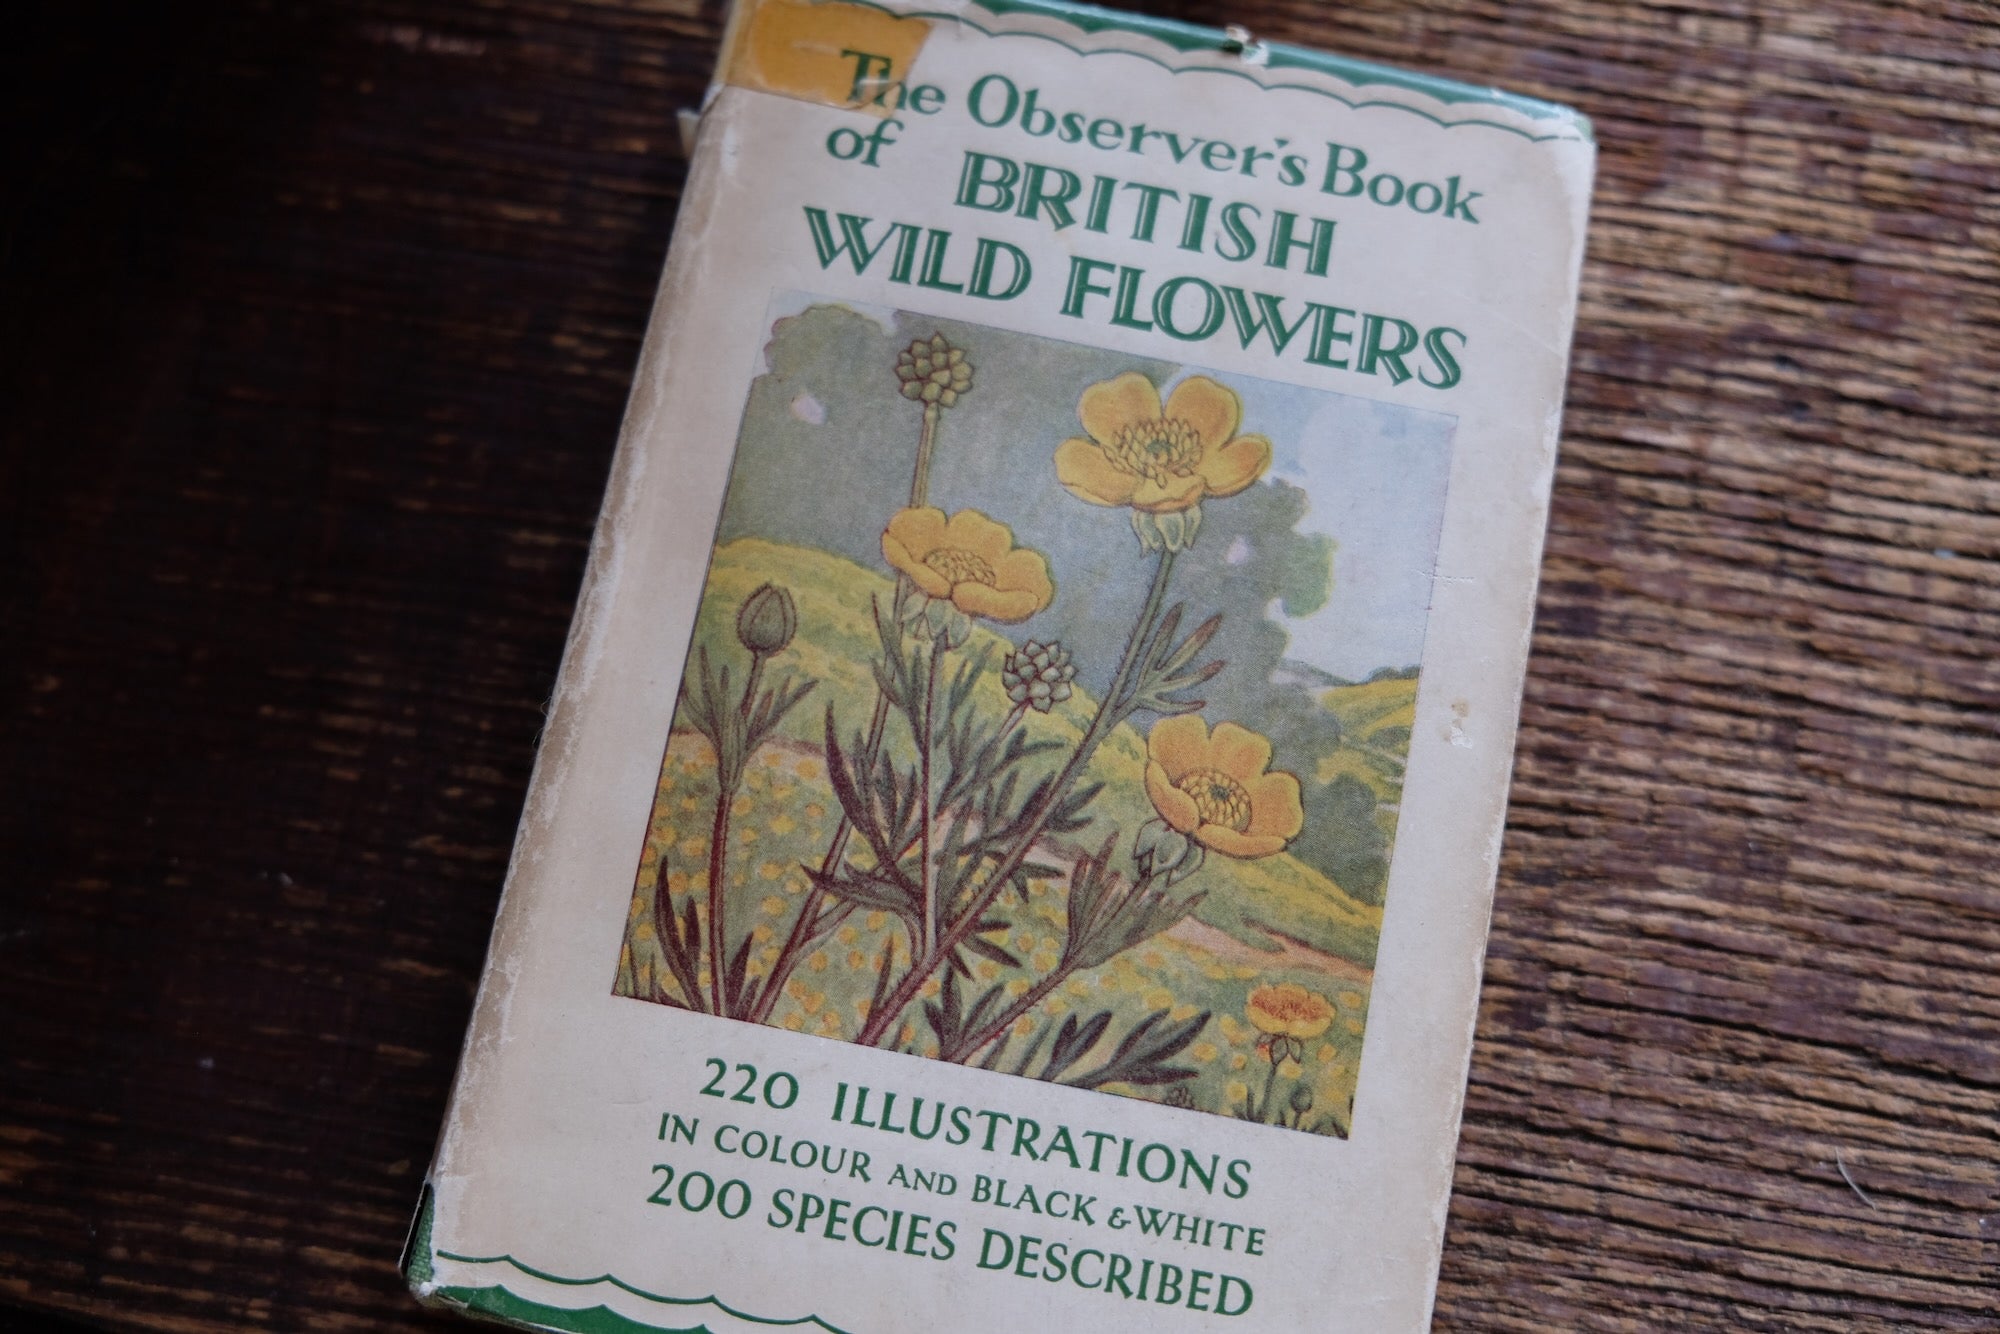 The Observer's Book
of BRITISH
WILD FLOWERS
220 ILLUSTRATIONS
IN COLOUR AND BLACK & WHITE
200 SPECIES DESCRIBED